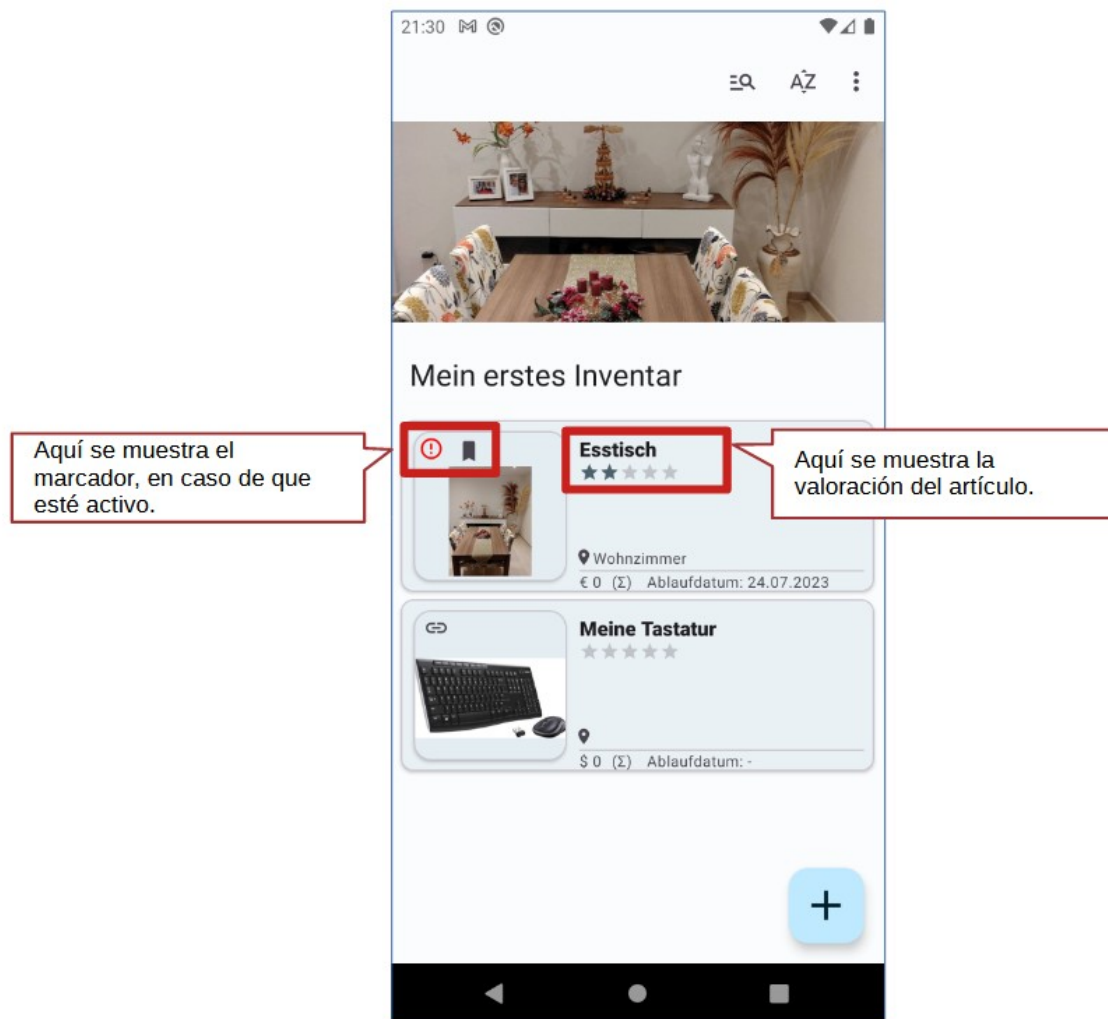 21:30
AZ
Mein erstes Inventar
Aquí se muestra el
marcador, en caso de que
esté activo.
Esstisch
Aquí se muestra la
valoración del artículo.
Wohnzimmer
€ 0 (Σ) Ablaufdatum: 24.07.2023
Meine Tastatur
$ 0 (Σ) Ablaufdatum: -